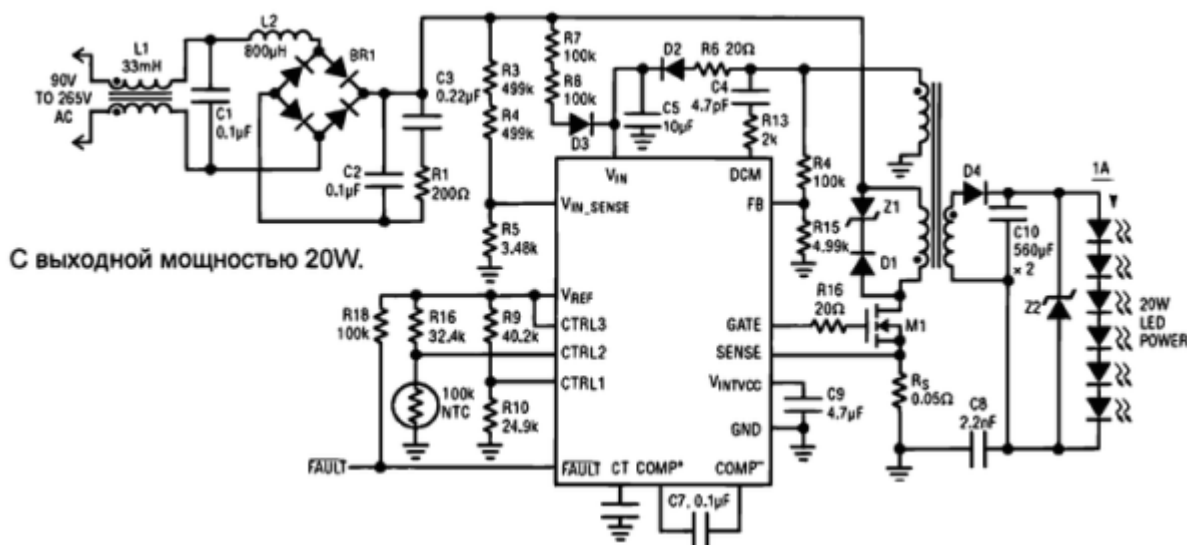 L1
33mH
90V
TO 265V
AC
L2
800µH
BR1
C1
0.1µF
C2
0.1µF
C3
0.22µF
R1
200Ω
R3
499k
R4
499k
R5
3.48k
R7
100k
R8
100k
D3
D2
R6 20Ω
C5
10µF
C4
4.7pF
R13
2k
R4
100k
R15
4.99k
Z1
D1
D4
1A
C10
560µF
× 2
Z2
20W
LED
POWER
С выходной мощностью 20W.
VIN
DCM
VIN_SENSE
FB
VREF
CTRL3
CTRL2
CTRL1
GATE
SENSE
VINTVCC
GND
FAULT
CT
COMP+
COMP−
R18
100k
R16
32.4k
R9
40.2k
100k
NTC
R10
24.9k
FAULT
R16
20Ω
M1
RS
0.05Ω
C9
4.7µF
C8
2.2nF
C7, 0.1µF